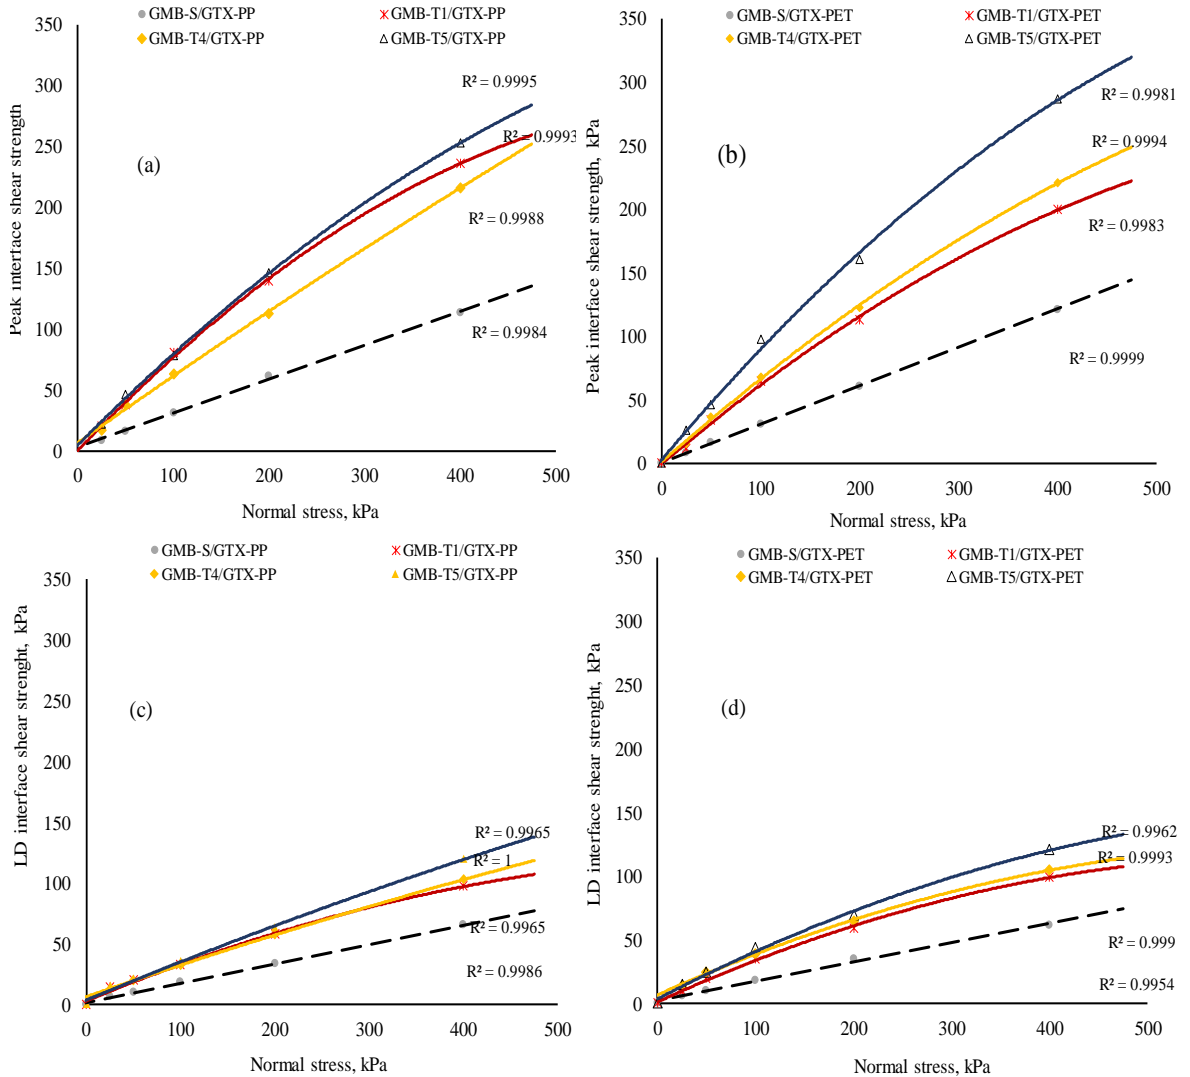 GMB-S/GTX-PP
GMB-T1/GTX-PP
GMB-T4/GTX-PP
GMB-T5/GTX-PP
350
300
250
200
150
100
50
0
Peak interface shear strength
(a)
R² = 0.9995
R² = 0.9993
R² = 0.9988
R² = 0.9984
0 100 200 300 400 500
Normal stress, kPa
GMB-S/GTX-PET
GMB-T1/GTX-PET
GMB-T4/GTX-PET
GMB-T5/GTX-PET
350
300
250
200
150
100
50
0
Peak interface shear strength, kPa
(b)
R² = 0.9981
R² = 0.9994
R² = 0.9983
R² = 0.9999
0 100 200 300 400 500
Normal stress, kPa
GMB-S/GTX-PP
GMB-T1/GTX-PP
GMB-T4/GTX-PP
GMB-T5/GTX-PP
350
300
250
200
150
100
50
0
LD interface shear strenght, kPa
(c)
R² = 0.9965
R² = 1
R² = 0.9965
R² = 0.9986
0 100 200 300 400 500
Normal stress, kPa
GMB-S/GTX-PET
GMB-T1/GTX-PET
GMB-T4/GTX-PET
GMB-T5/GTX-PET
350
300
250
200
150
100
50
0
LD interface shear strenght, kPa
(d)
R² = 0.9962
R² = 0.9993
R² = 0.999
R² = 0.9954
0 100 200 300 400 500
Normal stress, kPa